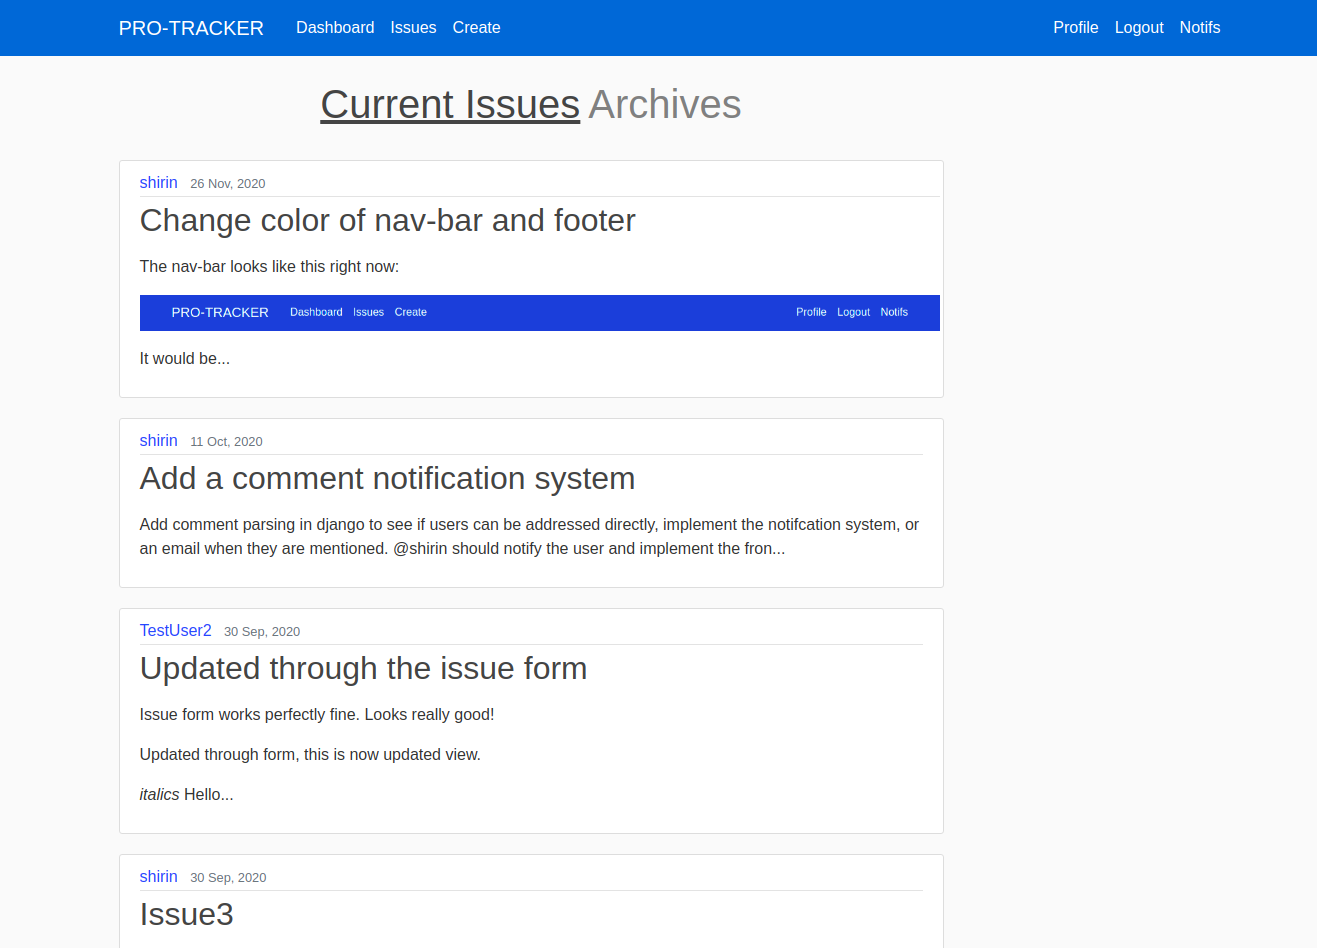 PRO-TRACKER Dashboard Issues Create Profile Logout Notifs
Current Issues Archives
shirin 26 Nov, 2020
Change color of nav-bar and footer
The nav-bar looks like this right now:
PRO-TRACKER Dashboard Issues Create Profile Logout Notifs
It would be...
shirin 11 Oct, 2020
Add a comment notification system
Add comment parsing in django to see if users can be addressed directly, implement the notifcation system, or
an email when they are mentioned. @shirin should notify the user and implement the fron...
TestUser2 30 Sep, 2020
Updated through the issue form
Issue form works perfectly fine. Looks really good!
Updated through form, this is now updated view.
italics Hello...
shirin 30 Sep, 2020
Issue3